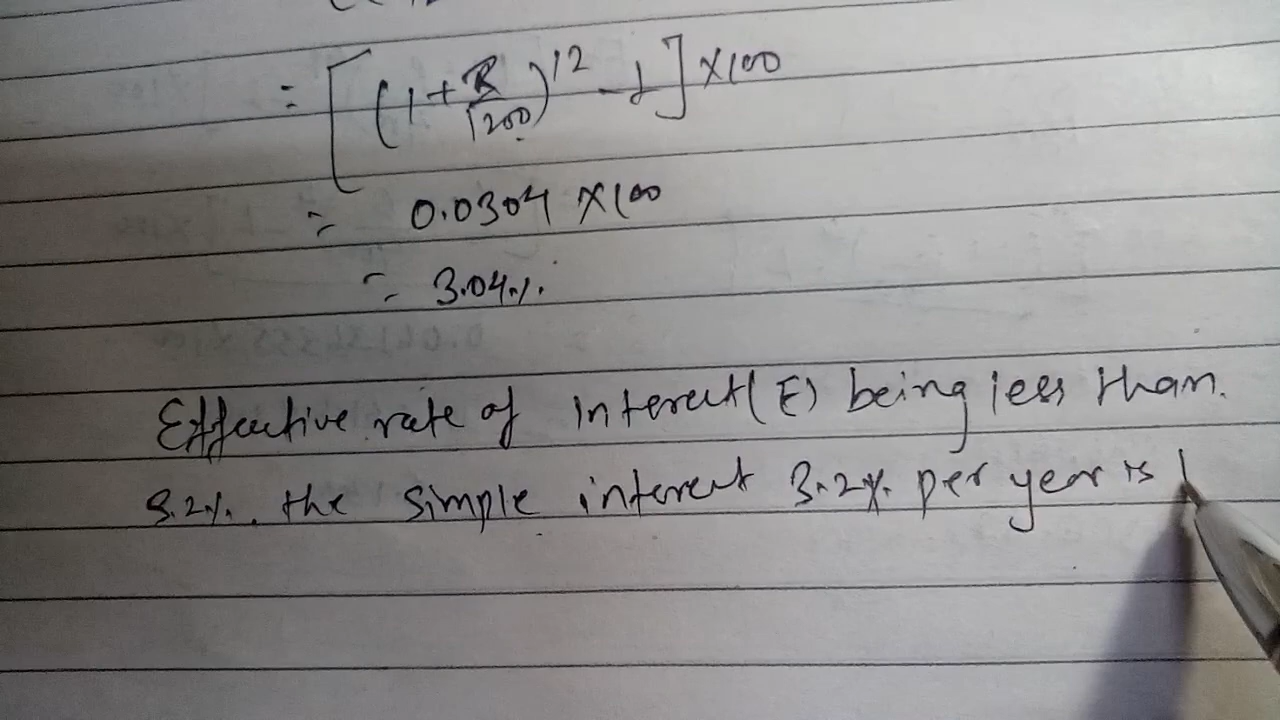 = [(1 + R/1200)^12 - 1] ×100
= 0.0304 ×100
= 3.04%.
Effective rate of interest (E) being less than.
3.2%. the simple interest 3.2%. per year is